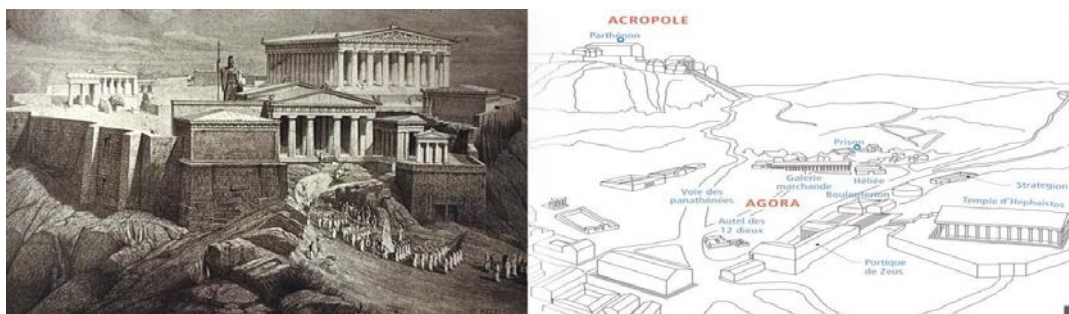 ACROPOLE
Parthénon
Prison
Galerie
marchande
Héliée
Strategion
Voie des
panathénées
AGORA
Bouleuterion
Temple d'Héphaïstos
Autel des
12 dieux
Portique
de Zeus